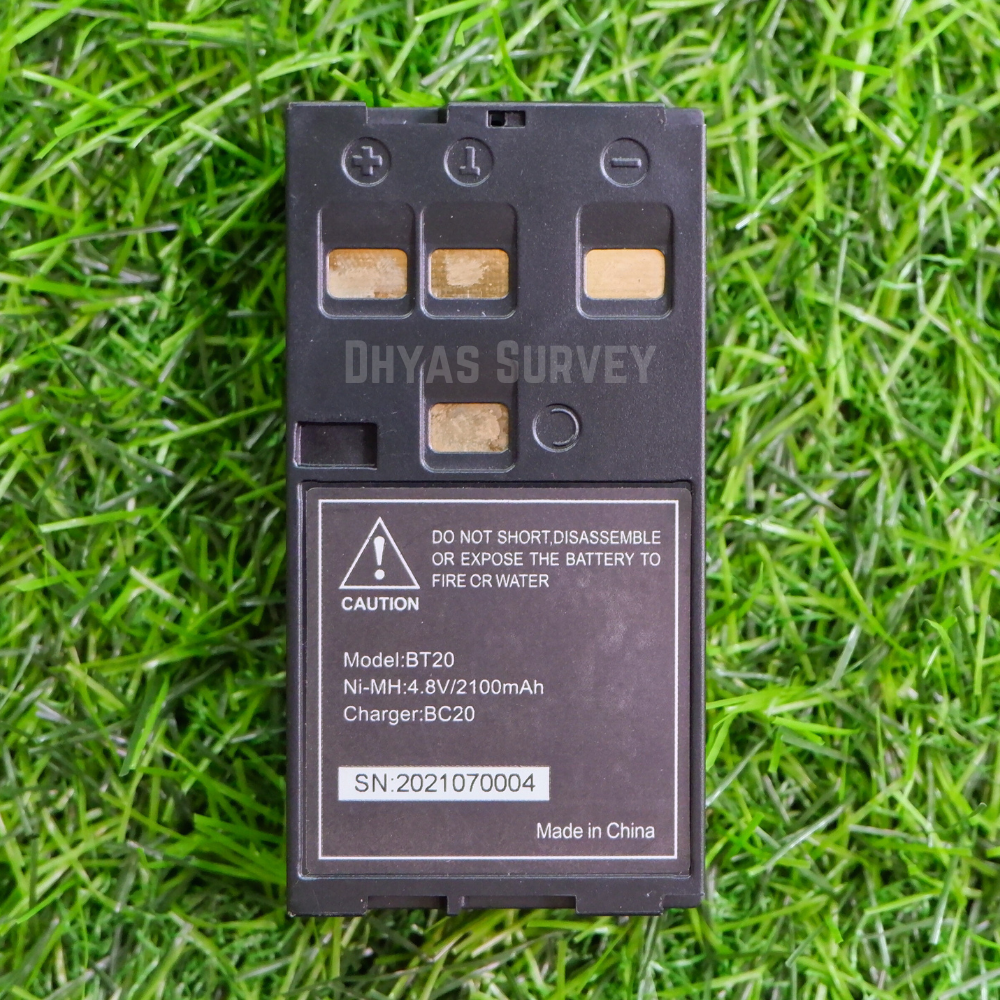 + T −
DHYAS SURVEY
C
DO NOT SHORT,DISASSEMBLE
OR EXPOSE THE BATTERY TO
FIRE OR WATER
CAUTION
Model:BT20
Ni-MH:4.8V/2100mAh
Charger:BC20
SN:2021070004
Made in China